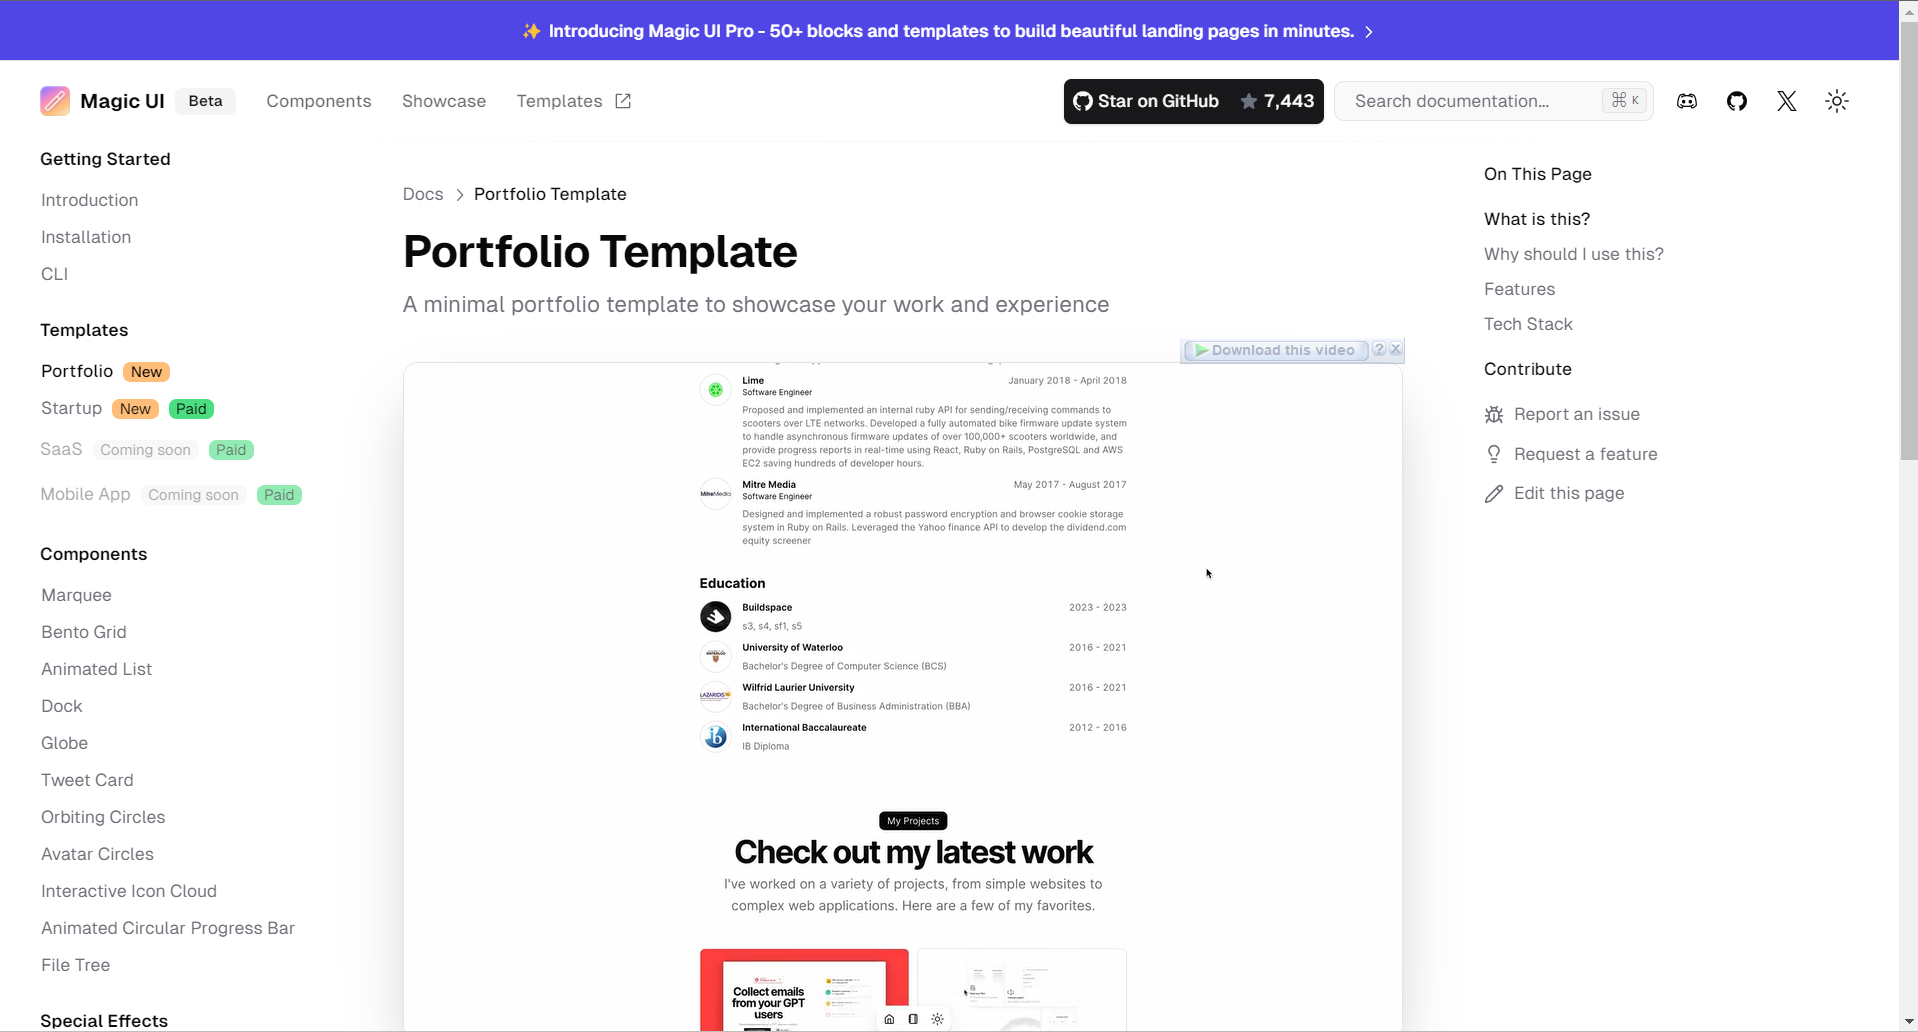 ✨ Introducing Magic UI Pro - 50+ blocks and templates to build beautiful landing pages in minutes.
Magic UI Beta Components Showcase Templates Star on GitHub 7,443 Search documentation... ⌘ K
Getting Started
Introduction
Installation
CLI
Templates
Portfolio New
Startup New Paid
SaaS Coming soon Paid
Mobile App Coming soon Paid
Components
Marquee
Bento Grid
Animated List
Dock
Globe
Tweet Card
Orbiting Circles
Avatar Circles
Interactive Icon Cloud
Animated Circular Progress Bar
File Tree
Special Effects
Docs > Portfolio Template
Portfolio Template
A minimal portfolio template to showcase your work and experience
Download this video ? X
Lime January 2018 - April 2018
Software Engineer
Proposed and implemented an internal ruby API for sending/receiving commands to
scooters over LTE networks. Developed a fully automated bike firmware update system
to handle asynchronous firmware updates of over 100,000+ scooters worldwide, and
provide progress reports in real-time using React, Ruby on Rails, PostgreSQL and AWS
EC2 saving hundreds of developer hours.
MitreMedia
Mitre Media May 2017 - August 2017
Software Engineer
Designed and implemented a robust password encryption and browser cookie storage
system in Ruby on Rails. Leveraged the Yahoo finance API to develop the dividend.com
equity screener
Education
Buildspace 2023 - 2023
s3, s4, sf1, s5
WATERLOO
University of Waterloo 2016 - 2021
Bachelor's Degree of Computer Science (BCS)
LAZARIDIS
Wilfrid Laurier University 2016 - 2021
Bachelor's Degree of Business Administration (BBA)
ib
International Baccalaureate 2012 - 2016
IB Diploma
My Projects
Check out my latest work
I've worked on a variety of projects, from simple websites to
complex web applications. Here are a few of my favorites.
Collect emails
from your GPT
users
On This Page
What is this?
Why should I use this?
Features
Tech Stack
Contribute
Report an issue
Request a feature
Edit this page